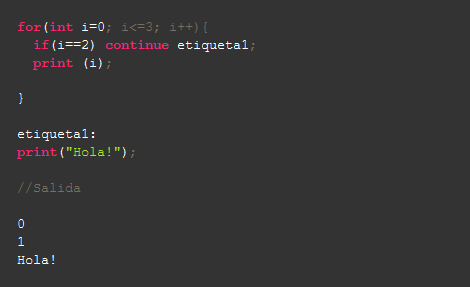 for(int i=0; i<=3; i++){
if(i==2) continue etiqueta1;
print (i);
}
etiqueta1:
print("Hola!");
//Salida
0
1
Hola!